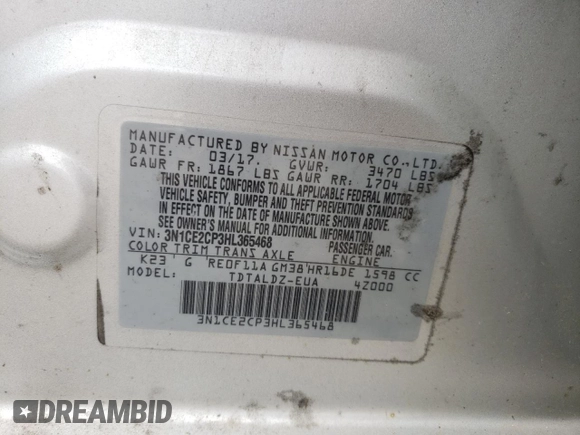 MANUFACTURED BY NISSAN MOTOR CO.,LTD.
DATE: 03/17. GVWR: 3470 LBS
GAWR FR: 1867 LBS GAWR RR: 1704 LBS
THIS VEHICLE CONFORMS TO ALL APPLICABLE FEDERAL MOTOR
VEHICLE SAFETY, BUMPER AND THEFT PREVENTION STANDARDS
IN EFFECT ON THE DATE OF MANUFACTURE SHOWN ABOVE.
SEE OWNER'S MANUAL FOR ADDITIONAL INFORMATION.
VIN: 3N1CE2CP3HL365468 PASSENGER CAR
COLOR TRIM TRANS AXLE ENGINE
K23 G RE0F11A GM38 HR16DE 1598 CC
MODEL: TDTALDZ-EUA 4Z000
3N1CE2CP3HL365468
DREAMBID